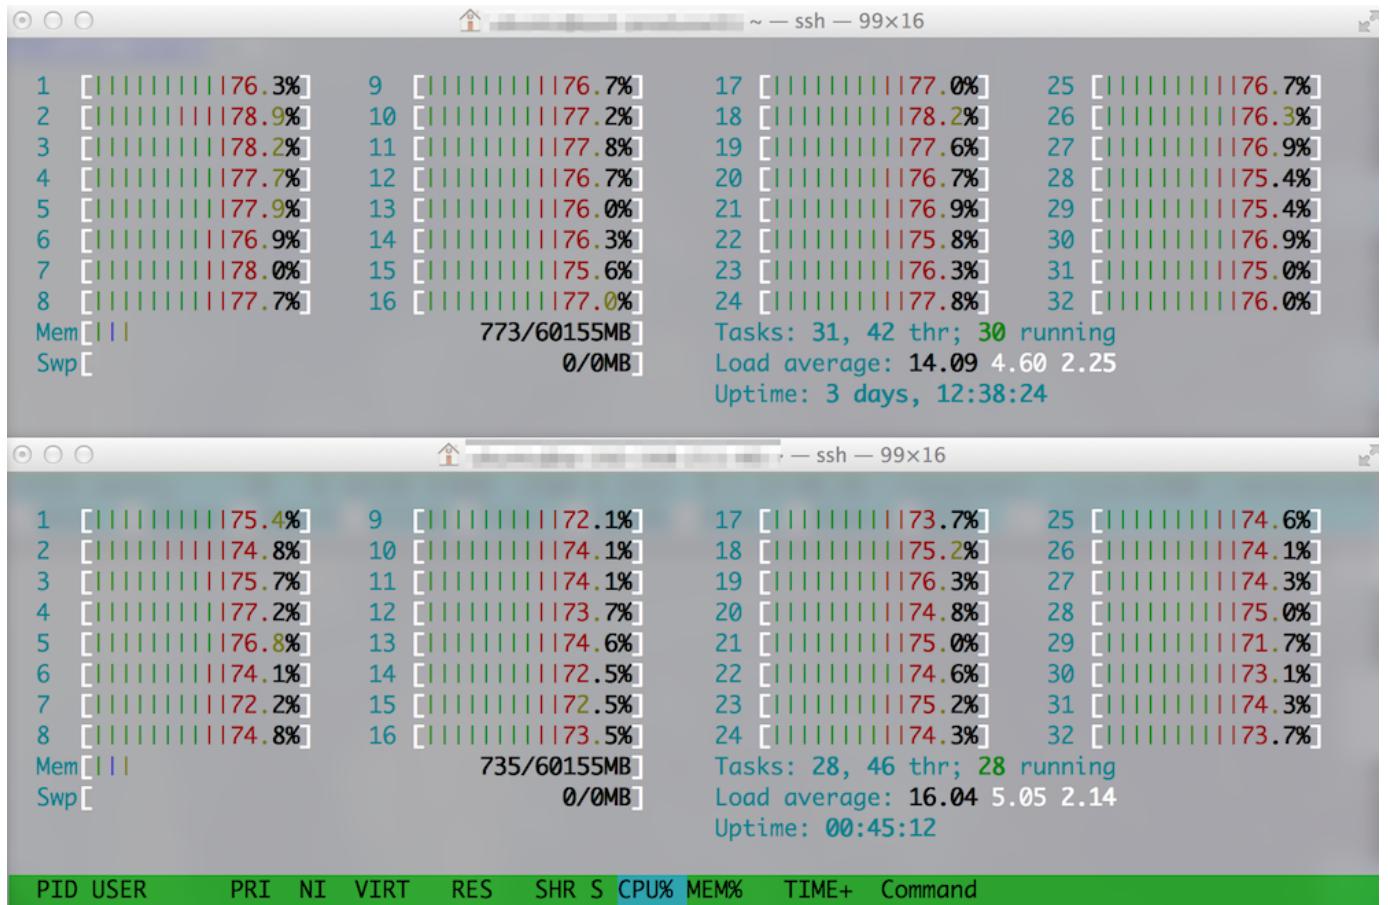 ~ — ssh — 99×16
1 [||||||||||76.3%] 9 [||||||||||76.7%] 17 [||||||||||77.0%] 25 [||||||||||76.7%]
2 [||||||||||78.9%] 10 [||||||||||77.2%] 18 [||||||||||78.2%] 26 [||||||||||76.3%]
3 [||||||||||78.2%] 11 [||||||||||77.8%] 19 [||||||||||77.6%] 27 [||||||||||76.9%]
4 [||||||||||77.7%] 12 [||||||||||76.7%] 20 [||||||||||76.7%] 28 [||||||||||75.4%]
5 [||||||||||77.9%] 13 [||||||||||76.0%] 21 [||||||||||76.9%] 29 [||||||||||75.4%]
6 [||||||||||76.9%] 14 [||||||||||76.3%] 22 [||||||||||75.8%] 30 [||||||||||76.9%]
7 [||||||||||78.0%] 15 [||||||||||75.6%] 23 [||||||||||76.3%] 31 [||||||||||75.0%]
8 [||||||||||77.7%] 16 [||||||||||77.0%] 24 [||||||||||77.8%] 32 [||||||||||76.0%]
Mem[||| 773/60155MB] Tasks: 31, 42 thr; 30 running
Swp[ 0/0MB] Load average: 14.09 4.60 2.25
Uptime: 3 days, 12:38:24
— ssh — 99×16
1 [||||||||||75.4%] 9 [||||||||||72.1%] 17 [||||||||||73.7%] 25 [||||||||||74.6%]
2 [||||||||||74.8%] 10 [||||||||||74.1%] 18 [||||||||||75.2%] 26 [||||||||||74.1%]
3 [||||||||||75.7%] 11 [||||||||||74.1%] 19 [||||||||||76.3%] 27 [||||||||||74.3%]
4 [||||||||||77.2%] 12 [||||||||||73.7%] 20 [||||||||||74.8%] 28 [||||||||||75.0%]
5 [||||||||||76.8%] 13 [||||||||||74.6%] 21 [||||||||||75.0%] 29 [||||||||||71.7%]
6 [||||||||||74.1%] 14 [||||||||||72.5%] 22 [||||||||||74.6%] 30 [||||||||||73.1%]
7 [||||||||||72.2%] 15 [||||||||||72.5%] 23 [||||||||||75.2%] 31 [||||||||||74.3%]
8 [||||||||||74.8%] 16 [||||||||||73.5%] 24 [||||||||||74.3%] 32 [||||||||||73.7%]
Mem[||| 735/60155MB] Tasks: 28, 46 thr; 28 running
Swp[ 0/0MB] Load average: 16.04 5.05 2.14
Uptime: 00:45:12
PID USER PRI NI VIRT RES SHR S CPU% MEM% TIME+ Command